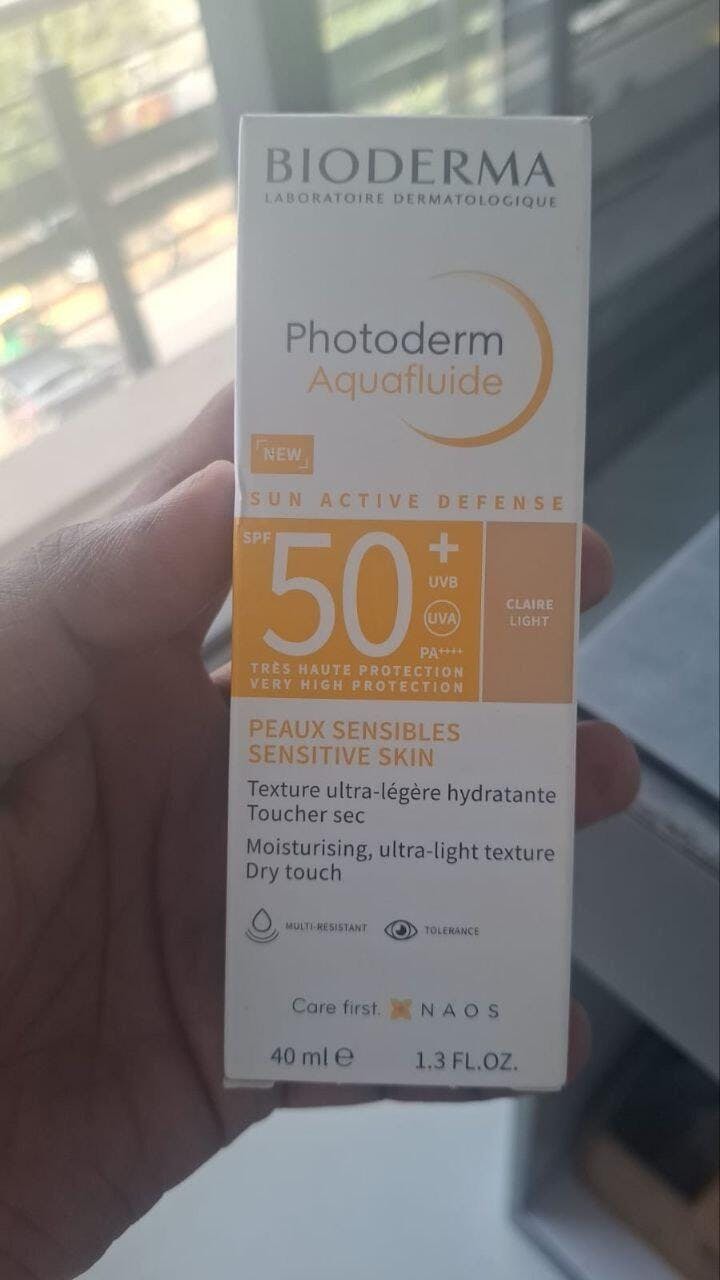 BIODERMA
LABORATOIRE DERMATOLOGIQUE
Photoderm
Aquafluide
NEW
SUN ACTIVE DEFENSE
SPF 50+
UVB
UVA
PA++++
TRÈS HAUTE PROTECTION
VERY HIGH PROTECTION
CLAIRE
LIGHT
PEAUX SENSIBLES
SENSITIVE SKIN
Texture ultra-légère hydratante
Toucher sec
Moisturising, ultra-light texture
Dry touch
MULTI-RESISTANT TOLERANCE
Care first. NAOS
40 ml ℮ 1.3 FL.OZ.